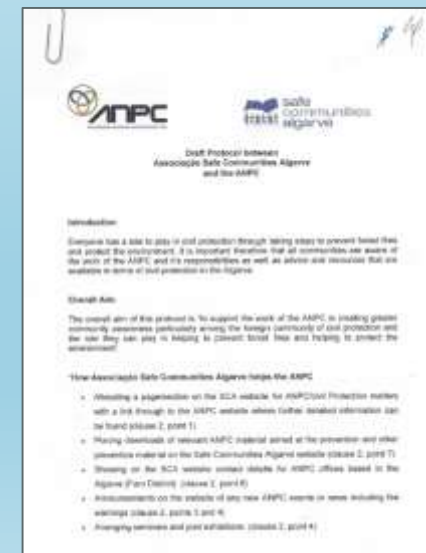 ANPC
safe
communities
algarve
Draft Protocol between
Associação Safe Communities Algarve
and the ANPC
Introduction
Everyone has a role to play in civil protection through taking steps to prevent forest fires
and protect the environment. It is important therefore that all communities are aware of
the work of the ANPC and it's responsibilities as well as advice and resources that are
available in terms of civil protection in the Algarve.
Overall Aim
The overall aim of this protocol is "to support the work of the ANPC in creating greater
community awareness particularly among the foreign community of civil protection and
the role they can play in helping to prevent forest fires and helping to protect the
environment"
"How Associação Safe Communities Algarve helps the ANPC
• Allocating a page/section on the SCA website for ANPC/Civil Protection matters
with a link through to the ANPC website where further detailed information can
be found (clause 2, point 1)
• Placing downloads of relevant ANPC material aimed at the prevention and other
prevention material on the Safe Communities Algarve website (clause 2, point 7)
• Showing on the SCA website contact details for ANPC offices based in the
Algarve (Faro District) (clause 2, point 6)
• Announcements on the website of any new ANPC events or news including fire
warnings (clause 2, points 3 and 4)
• Arranging seminars and joint exhibitions (clause 2, point 4)